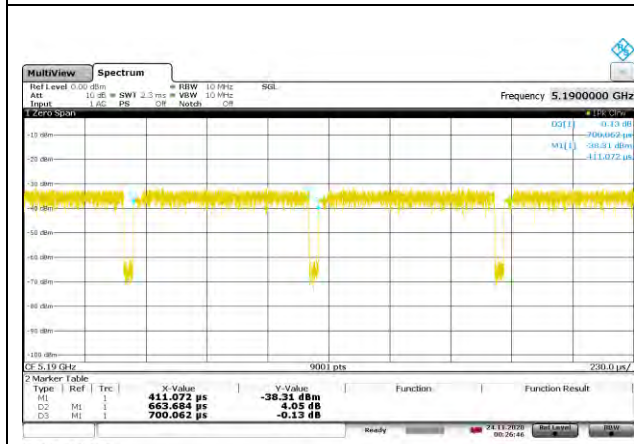 MultiView Spectrum
Ref Level 0.00 dBm RBW 10 MHz SGL
Att 10 dB SWT 2.3 ms VBW 10 MHz Frequency 5.1900000 GHz
Input 1 AC PS Off Notch Off
1 Zero Span 1Pk Clrw
D3[1] -0.13 dB
700.062 µs
M1[1] -38.31 dBm
411.072 µs
-10 dBm
-20 dBm
-30 dBm
-40 dBm
-50 dBm
-60 dBm
-70 dBm
-80 dBm
-90 dBm
-100 dBm
CF 5.19 GHz 9001 pts 230.0 µs/
2 Marker Table
Type Ref Trc X-Value Y-Value Function Function Result
M1 1 411.072 µs -38.31 dBm
D2 M1 1 663.684 µs 4.05 dB
D3 M1 1 700.062 µs -0.13 dB
Ready 24.11.2020 Ref Level RBW
00:26:46